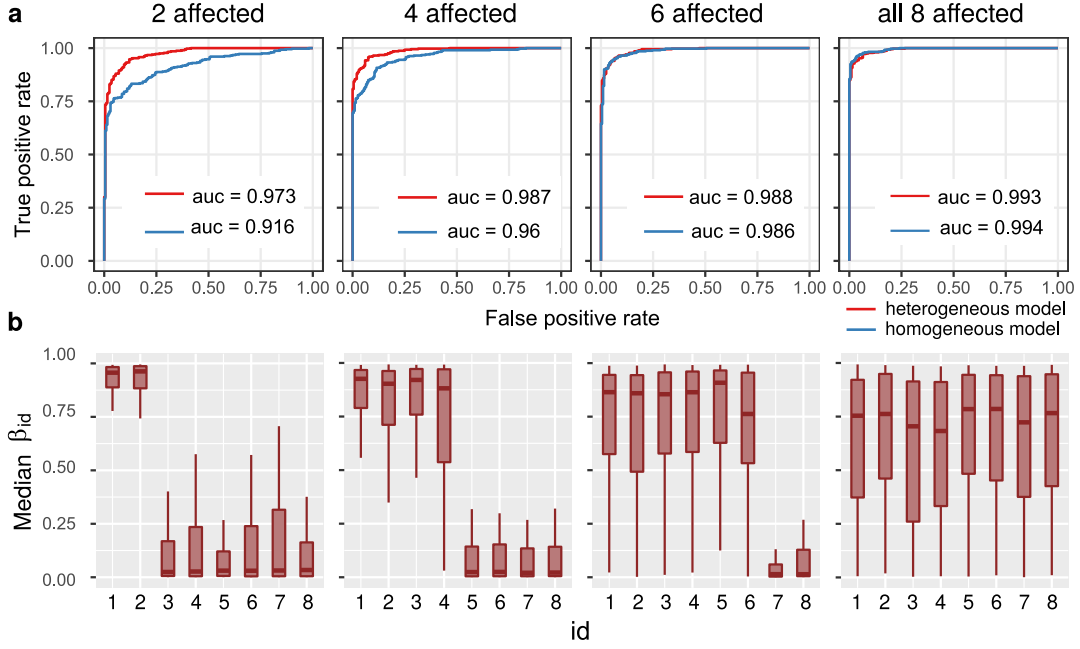 a
2 affected
4 affected
6 affected
all 8 affected
True positive rate
1.00
0.75
0.50
0.25
0.00
auc = 0.973
auc = 0.916
auc = 0.987
auc = 0.96
auc = 0.988
auc = 0.986
auc = 0.993
auc = 0.994
0.00 0.25 0.50 0.75 1.00
0.00 0.25 0.50 0.75 1.00
0.00 0.25 0.50 0.75 1.00
0.00 0.25 0.50 0.75 1.00
False positive rate
heterogeneous model
homogeneous model
b
Median βid
1.00
0.75
0.50
0.25
0.00
1 2 3 4 5 6 7 8
1 2 3 4 5 6 7 8
1 2 3 4 5 6 7 8
1 2 3 4 5 6 7 8
id